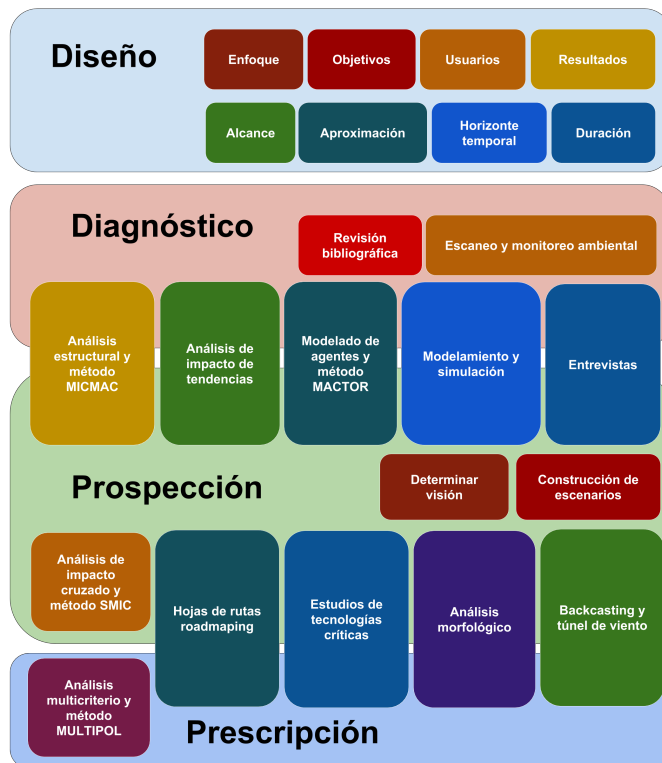 Diseño
Enfoque
Objetivos
Usuarios
Resultados
Alcance
Aproximación
Horizonte
temporal
Duración
Diagnóstico
Revisión
bibliográfica
Escaneo y monitoreo ambiental
Análisis
estructural y
método
MICMAC
Análisis de
impacto de
tendencias
Modelado de
agentes y
método
MACTOR
Modelamiento y
simulación
Entrevistas
Prospección
Determinar
visión
Construcción de
escenarios
Análisis de
impacto
cruzado y
método SMIC
Hojas de rutas
roadmaping
Estudios de
tecnologías
críticas
Análisis
morfológico
Backcasting y
túnel de viento
Análisis
multicriterio y
método
MULTIPOL
Prescripción